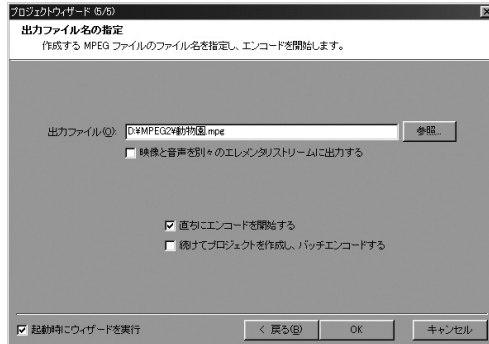 プロジェクトウィザード (5/5)
出力ファイル名の指定
作成する MPEG ファイルのファイル名を指定し、エンコードを開始します。
出力ファイル(O): D:¥MPEG2¥動物園.mpg 参照...
映像と音声を別々のエレメンタリストリームに出力する
直ちにエンコードを開始する
続けてプロジェクトを作成し、バッチエンコードする
起動時にウィザードを実行 < 戻る(B) OK キャンセル